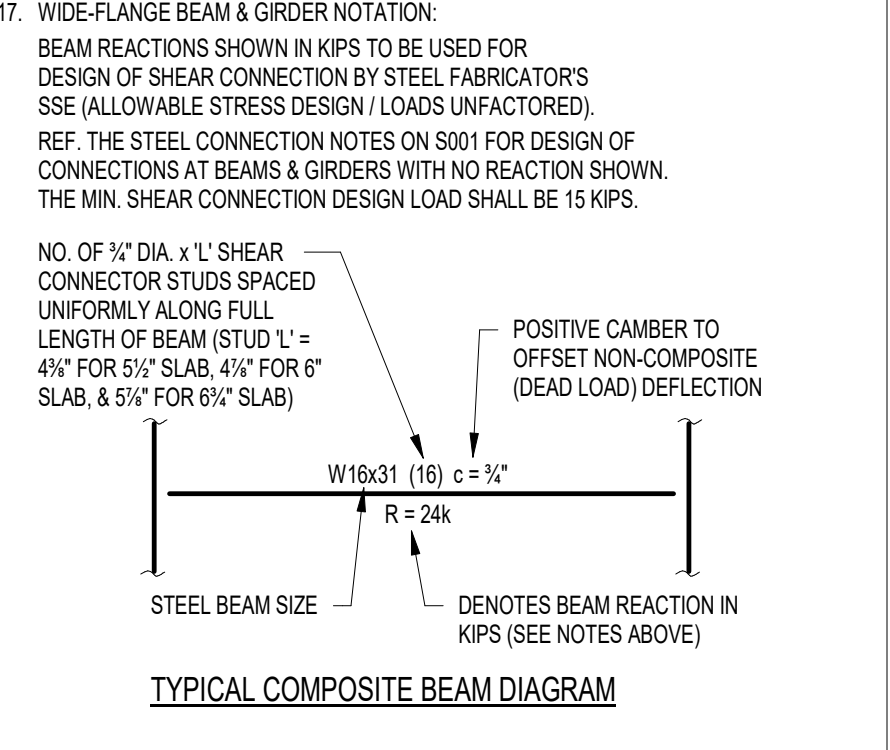 17. WIDE-FLANGE BEAM & GIRDER NOTATION:
BEAM REACTIONS SHOWN IN KIPS TO BE USED FOR
DESIGN OF SHEAR CONNECTION BY STEEL FABRICATOR'S
SSE (ALLOWABLE STRESS DESIGN / LOADS UNFACTORED).
REF. THE STEEL CONNECTION NOTES ON S001 FOR DESIGN OF
CONNECTIONS AT BEAMS & GIRDERS WITH NO REACTION SHOWN.
THE MIN. SHEAR CONNECTION DESIGN LOAD SHALL BE 15 KIPS.
NO. OF ¾" DIA. x 'L' SHEAR
CONNECTOR STUDS SPACED
UNIFORMLY ALONG FULL
LENGTH OF BEAM (STUD 'L' =
4⅜" FOR 5½" SLAB, 4⅞" FOR 6"
SLAB, & 5⅞" FOR 6¾" SLAB)
POSITIVE CAMBER TO
OFFSET NON-COMPOSITE
(DEAD LOAD) DEFLECTION
W16x31 (16) c = ¾"
R = 24k
STEEL BEAM SIZE
DENOTES BEAM REACTION IN
KIPS (SEE NOTES ABOVE)
TYPICAL COMPOSITE BEAM DIAGRAM